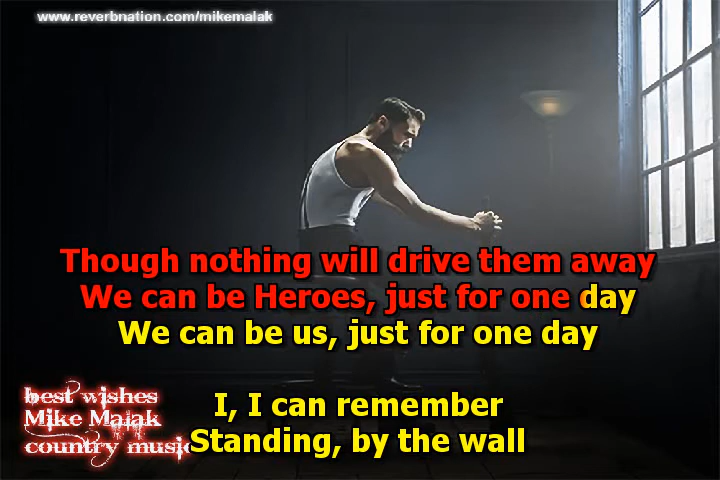 www.reverbnation.com/mikemalak
Though nothing will drive them away
We can be Heroes, just for one day
We can be us, just for one day
I, I can remember
Standing, by the wall
best wishes
Mike Malak
country music